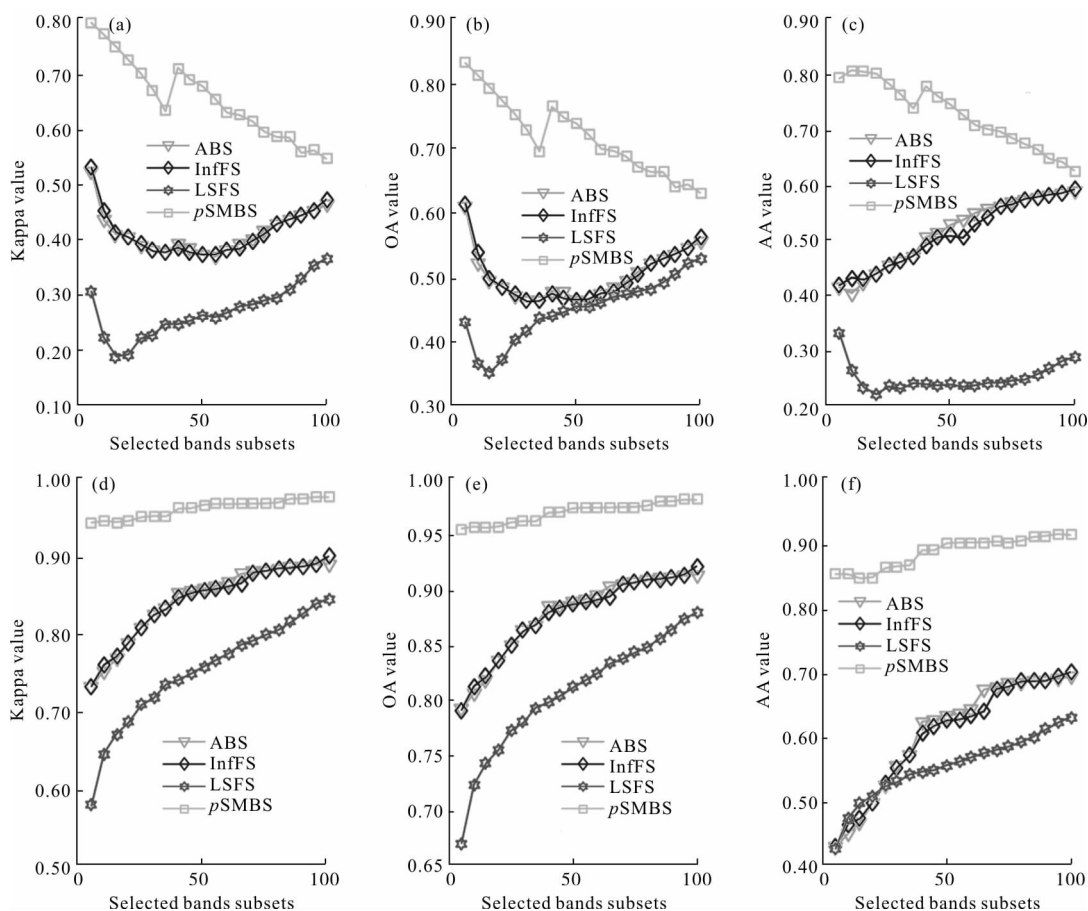 (a)
Kappa value
0.80
0.70
0.60
0.50
0.40
0.30
0.20
0.10
ABS
InfFS
LSFS
pSMBS
0
50
100
Selected bands subsets
(b)
OA value
0.90
0.80
0.70
0.60
0.50
0.40
0.30
ABS
InfFS
LSFS
pSMBS
0
50
100
Selected bands subsets
(c)
AA value
0.90
0.80
0.70
0.60
0.50
0.40
0.30
0.20
ABS
InfFS
LSFS
pSMBS
0
50
100
Selected bands subsets
(d)
Kappa value
1.00
0.90
0.80
0.70
0.60
0.50
ABS
InfFS
LSFS
pSMBS
0
50
100
Selected bands subsets
(e)
OA value
1.00
0.95
0.90
0.85
0.80
0.75
0.70
0.65
ABS
InfFS
LSFS
pSMBS
0
50
100
Selected bands subsets
(f)
AA value
1.00
0.90
0.80
0.70
0.60
0.50
0.40
ABS
InfFS
LSFS
pSMBS
0
50
100
Selected bands subsets